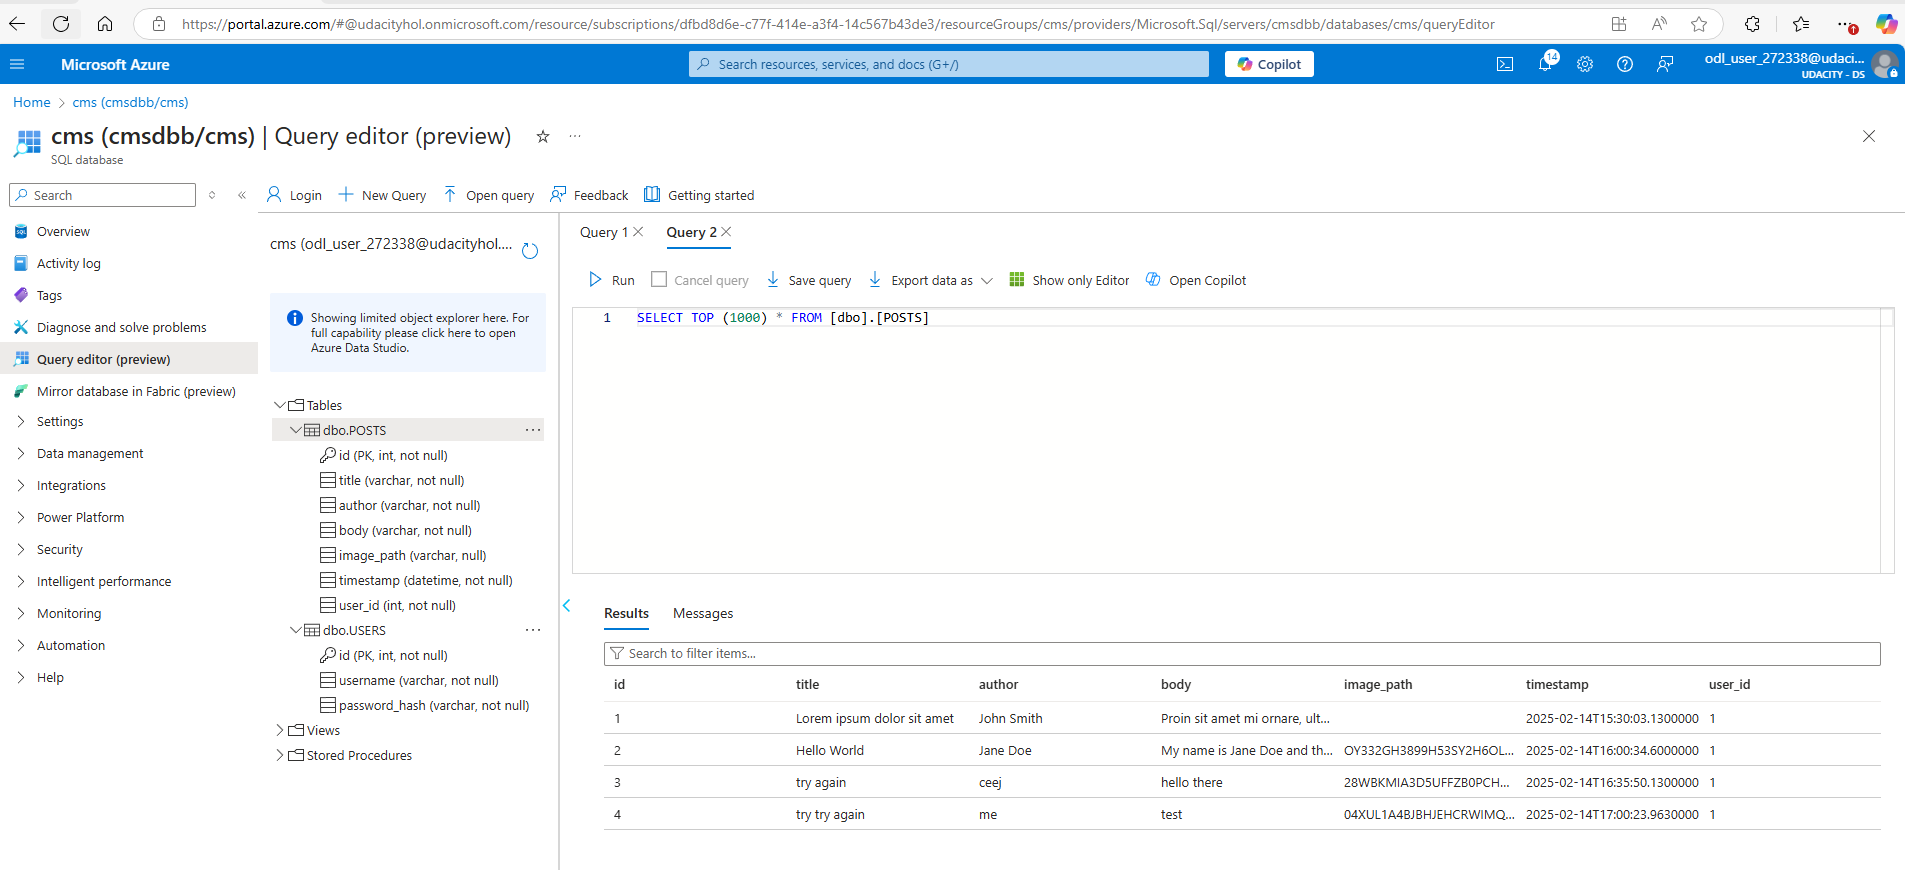 https://portal.azure.com/#@udacityhol.onmicrosoft.com/resource/subscriptions/dfbd8d6e-c77f-414e-a3f4-14c567b43de3/resourceGroups/cms/providers/Microsoft.Sql/servers/cmsdbb/databases/cms/queryEditor
Microsoft Azure
Search resources, services, and docs (G+/)
Copilot
14
odl_user_272338@udaci...
UDACITY - DS
Home > cms (cmsdbb/cms)
cms (cmsdbb/cms) | Query editor (preview)
SQL database
Search
Login
New Query
Open query
Feedback
Getting started
Overview
Activity log
Tags
Diagnose and solve problems
Query editor (preview)
Mirror database in Fabric (preview)
Settings
Data management
Integrations
Power Platform
Security
Intelligent performance
Monitoring
Automation
Help
cms (odl_user_272338@udacityhol....
Showing limited object explorer here. For
full capability please click here to open
Azure Data Studio.
Tables
dbo.POSTS
id (PK, int, not null)
title (varchar, not null)
author (varchar, not null)
body (varchar, not null)
image_path (varchar, null)
timestamp (datetime, not null)
user_id (int, not null)
dbo.USERS
id (PK, int, not null)
username (varchar, not null)
password_hash (varchar, not null)
Views
Stored Procedures
Query 1
Query 2
Run
Cancel query
Save query
Export data as
Show only Editor
Open Copilot
1 SELECT TOP (1000) * FROM [dbo].[POSTS]
Results
Messages
Search to filter items...
id title author body image_path timestamp user_id
1 Lorem ipsum dolor sit amet John Smith Proin sit amet mi ornare, ult... 2025-02-14T15:30:03.1300000 1
2 Hello World Jane Doe My name is Jane Doe and th... OY332GH3899H53SY2H6OL... 2025-02-14T16:00:34.6000000 1
3 try again ceej hello there 28WBKMIA3D5UFFZB0PCH... 2025-02-14T16:35:50.1300000 1
4 try try again me test 04XUL1A4BJBHJEHCRWIMQ... 2025-02-14T17:00:23.9630000 1